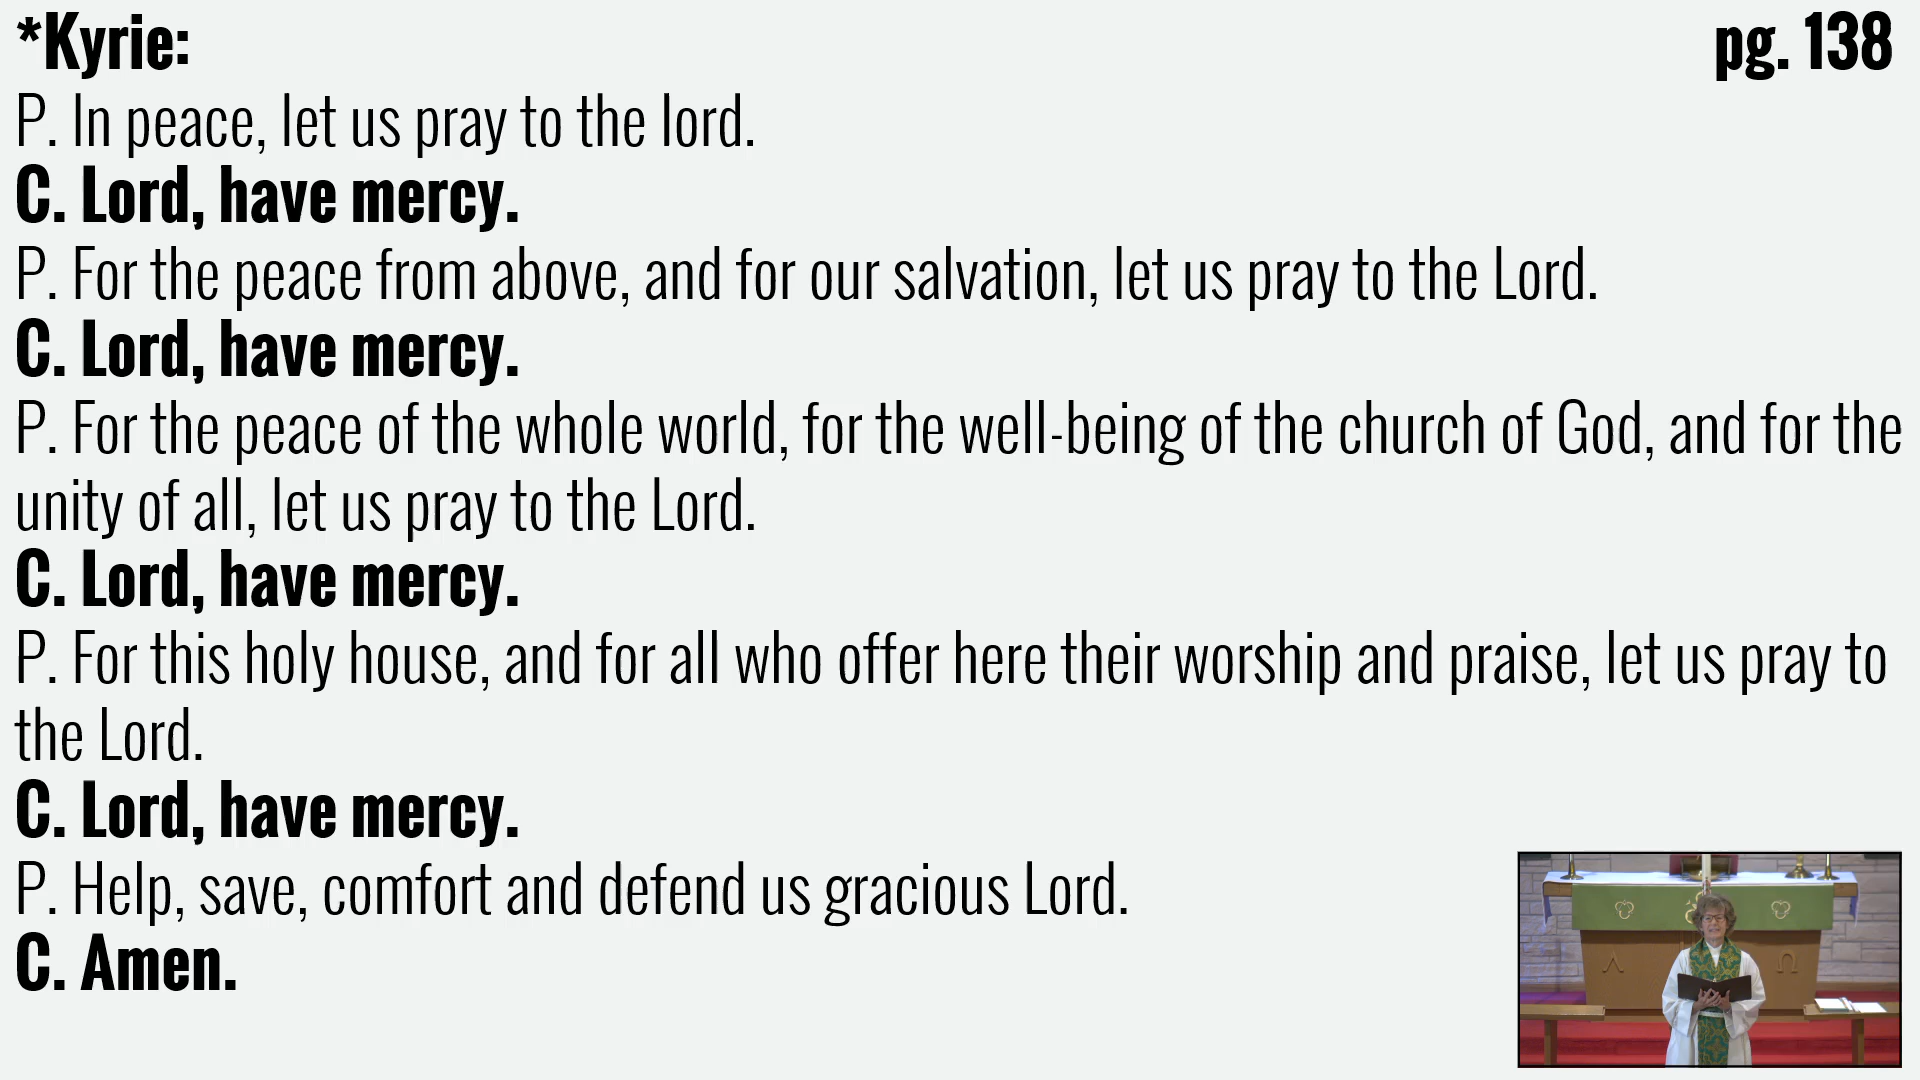 *Kyrie: pg. 138
P. In peace, let us pray to the lord.
C. Lord, have mercy.
P. For the peace from above, and for our salvation, let us pray to the Lord.
C. Lord, have mercy.
P. For the peace of the whole world, for the well-being of the church of God, and for the
unity of all, let us pray to the Lord.
C. Lord, have mercy.
P. For this holy house, and for all who offer here their worship and praise, let us pray to
the Lord.
C. Lord, have mercy.
P. Help, save, comfort and defend us gracious Lord.
C. Amen.
Λ Ω